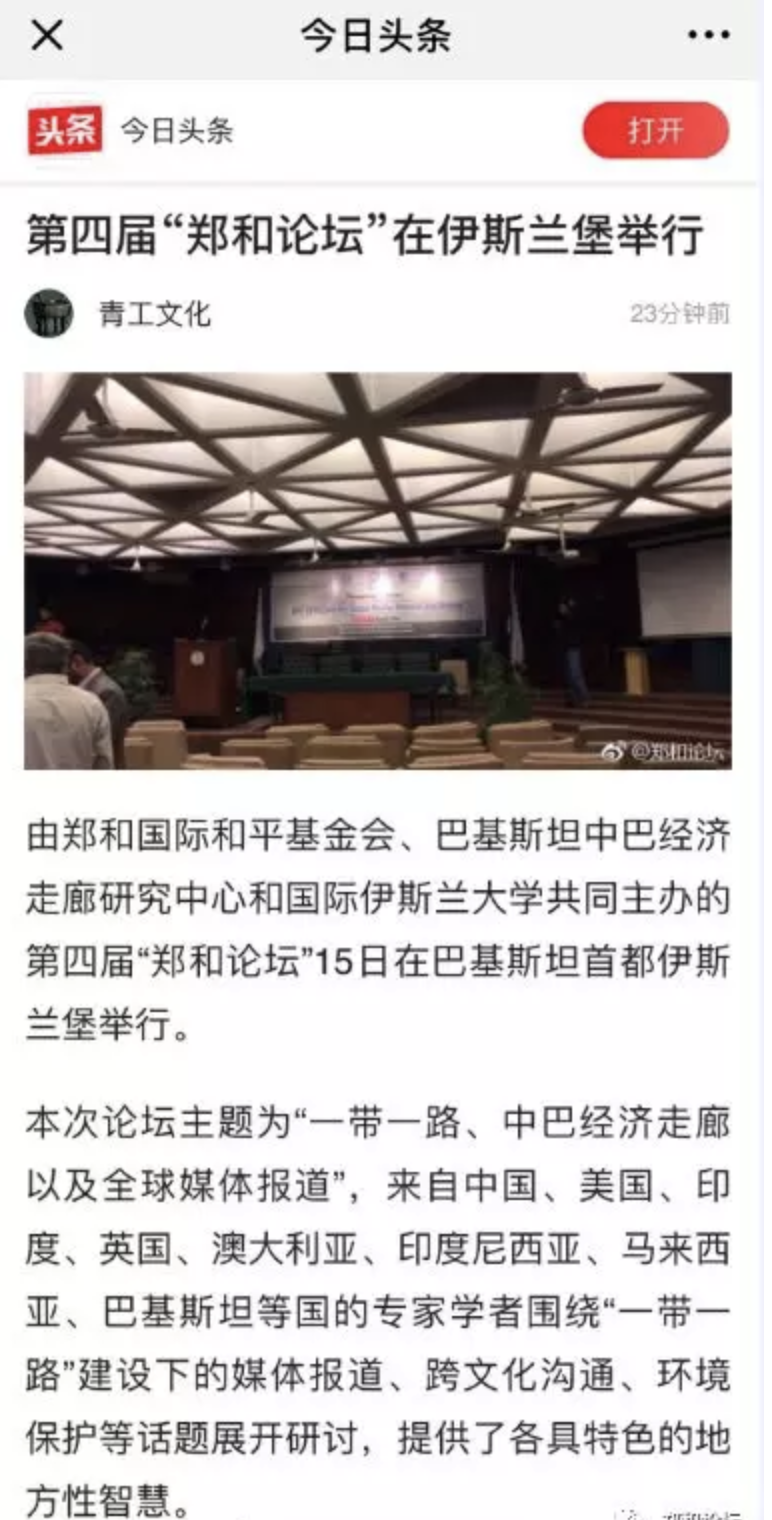 今日头条
头条 今日头条 打开
第四届“郑和论坛”在伊斯兰堡举行
青工文化 23分钟前
@郑和论坛
由郑和国际和平基金会、巴基斯坦中巴经济
走廊研究中心和国际伊斯兰大学共同主办的
第四届“郑和论坛”15日在巴基斯坦首都伊斯
兰堡举行。
本次论坛主题为“一带一路、中巴经济走廊
以及全球媒体报道”，来自中国、美国、印
度、英国、澳大利亚、印度尼西亚、马来西
亚、巴基斯坦等国的专家学者围绕“一带一
路”建设下的媒体报道、跨文化沟通、环境
保护等话题展开研讨，提供了各具特色的地
方性智慧。
郑和论坛